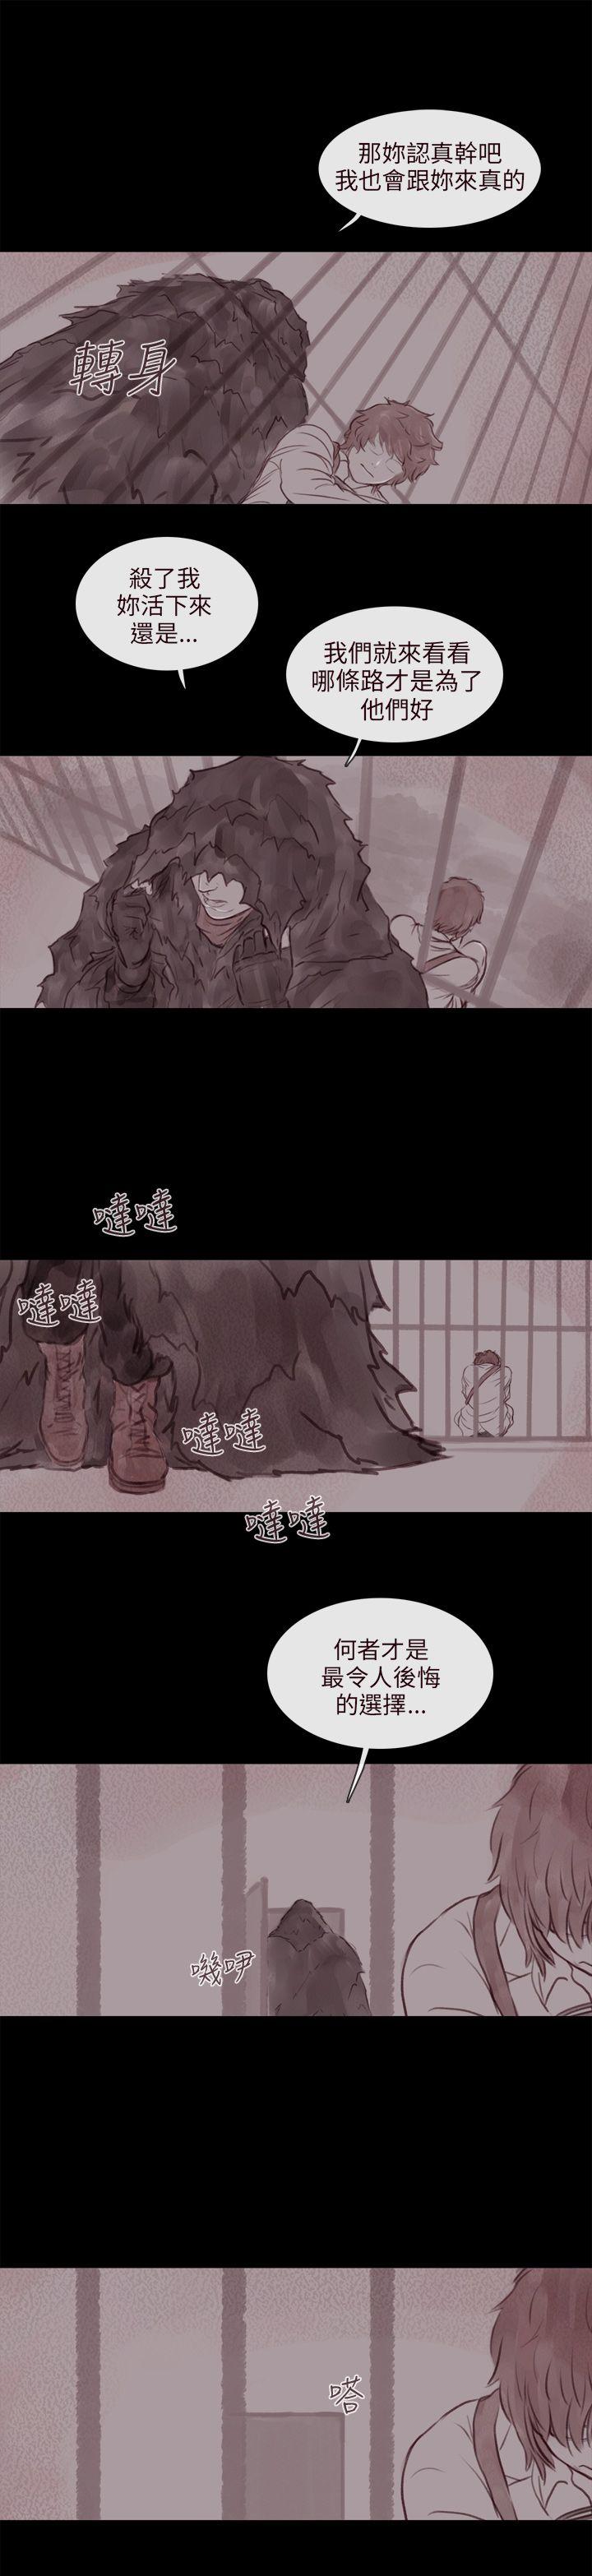 那妳認真幹吧
我也會跟妳來真的
轉身
殺了我
妳活下來
還是…
我們就來看看
哪條路才是為了
他們好
噠噠
噠噠
噠噠
噠噠
何者才是
最令人後悔
的選擇…
嘰咿
嗒